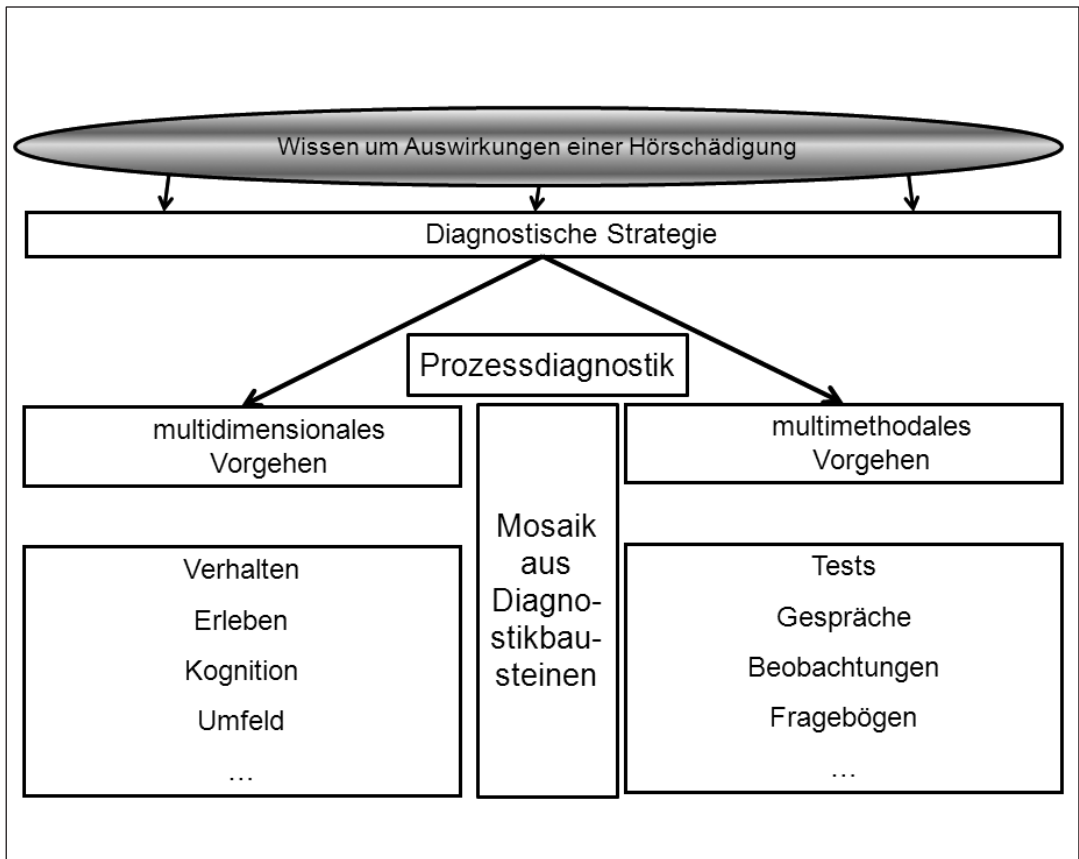 Wissen um Auswirkungen einer Hörschädigung
Diagnostische Strategie
Prozessdiagnostik
multidimensionales
Vorgehen
Verhalten
Erleben
Kognition
Umfeld
…
Mosaik
aus
Diagno-
stikbau-
steinen
multimethodales
Vorgehen
Tests
Gespräche
Beobachtungen
Fragebögen
…